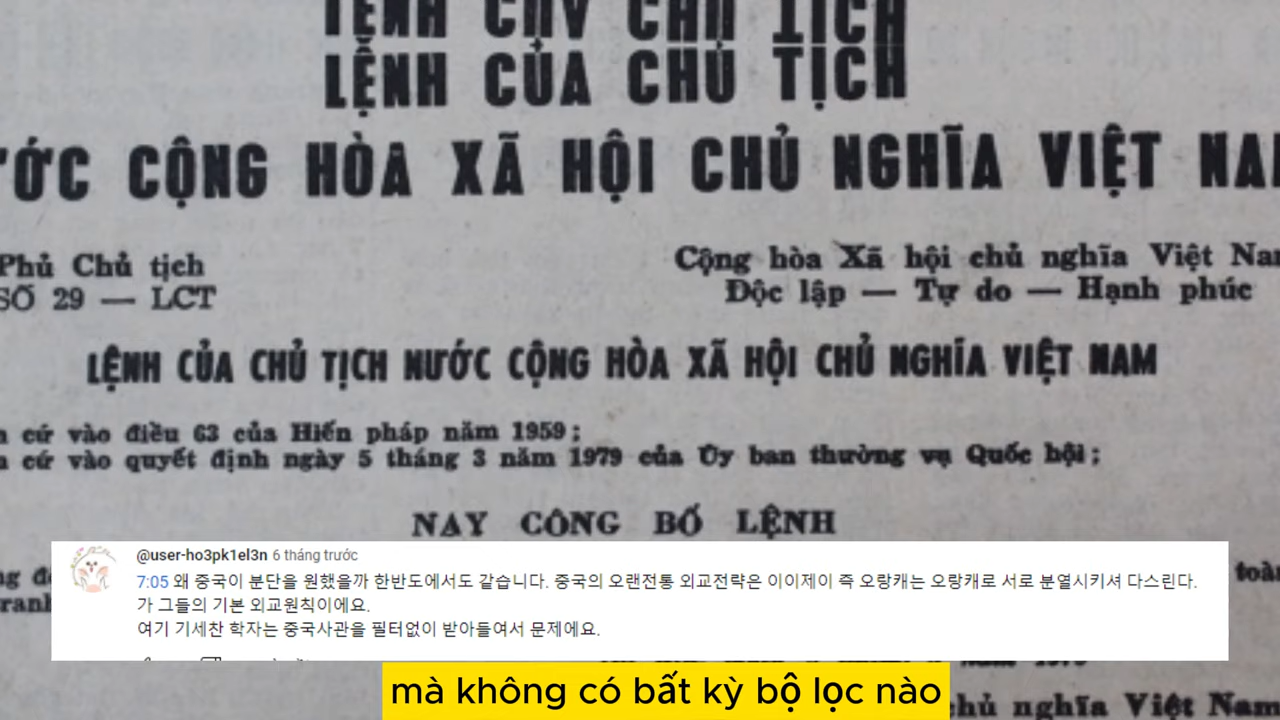 LỆNH CỦA CHỦ TỊCH
CỘNG HÒA XÃ HỘI CHỦ NGHĨA VIỆT
Phủ Chủ tịch
SỐ 29 — LCT
Cộng hòa Xã hội chủ nghĩa Việt
Độc lập — Tự do — Hạnh phúc
LỆNH CỦA CHỦ TỊCH NƯỚC CỘNG HÒA XÃ HỘI CHỦ NGHĨA VIỆT NAM
cứ vào điều 63 của Hiến pháp năm 1959;
cứ vào quyết định ngày 5 tháng 3 năm 1979 của Ủy ban thường vụ Quốc hội;
NAY CÔNG BỐ LỆNH
@user-ho3pk1el3n 6 tháng trước
7:05 왜 중국이 분단을 원했을까 한반도에서도 같습니다. 중국의 오랜전통 외교전략은 이이제이 즉 오랑캐는 오랑캐로 서로 분열시키셔 다스린다.
가 그들의 기본 외교원칙이에요.
여기 기세찬 학자는 중국사관을 필터없이 받아들여서 문제에요.
mà không có bất kỳ bộ lọc nào
chủ nghĩa Việt Nam